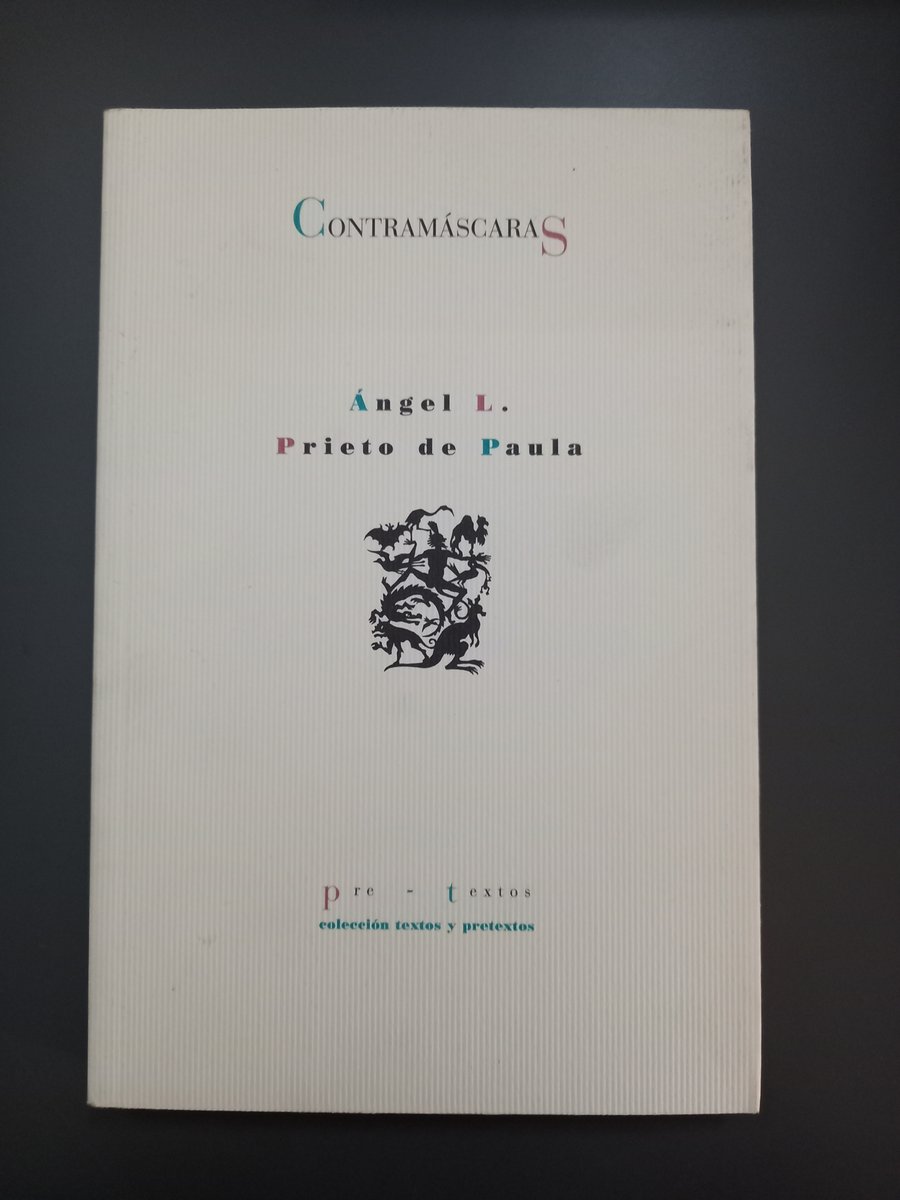 CONTRAMÁSCARAS
Ángel L.
Prieto de Paula
pre-textos
colección textos y pretextos